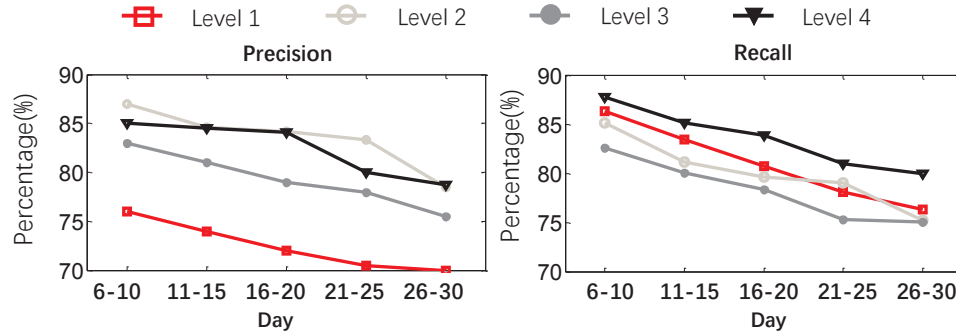 Level 1 Level 2 Level 3 Level 4
Precision
Percentage(%)
90
85
80
75
70
6-10 11-15 16-20 21-25 26-30
Day
Recall
Percentage(%)
90
85
80
75
70
6-10 11-15 16-20 21-25 26-30
Day